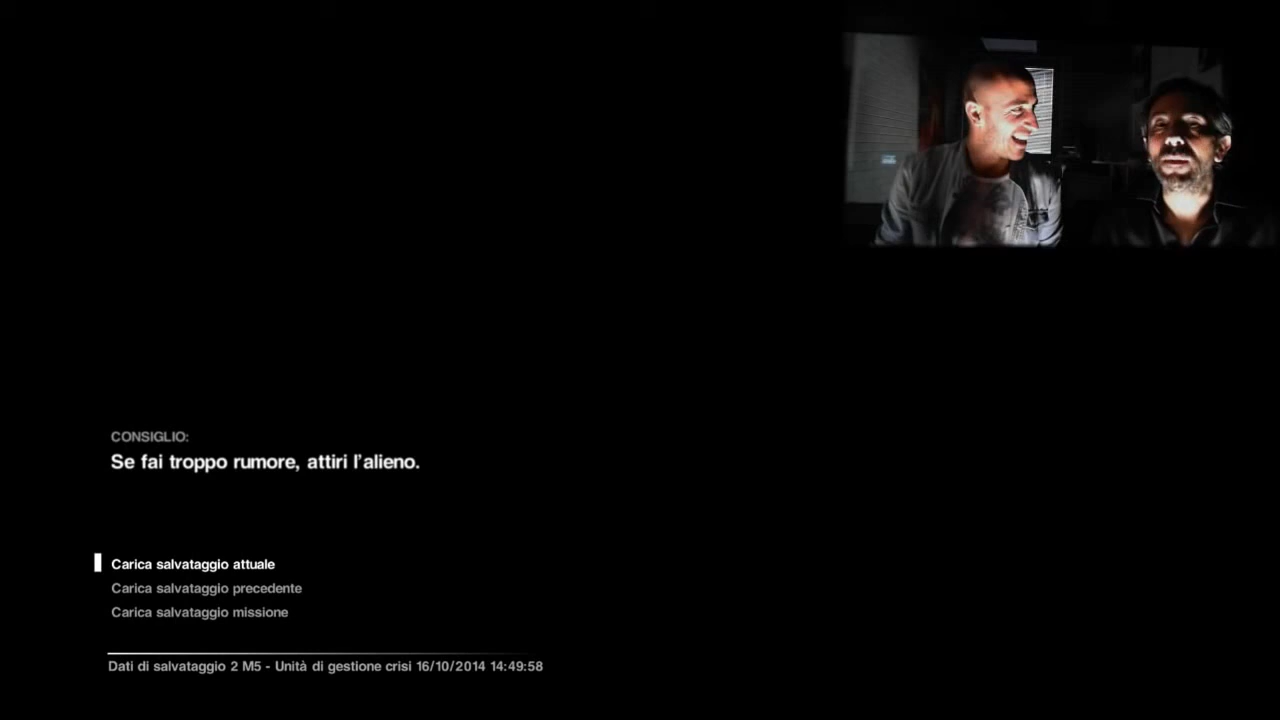 CONSIGLIO:
Se fai troppo rumore, attiri l'alieno.
Carica salvataggio attuale
Carica salvataggio precedente
Carica salvataggio missione
Dati di salvataggio 2 M5 - Unità di gestione crisi 16/10/2014 14:49:58